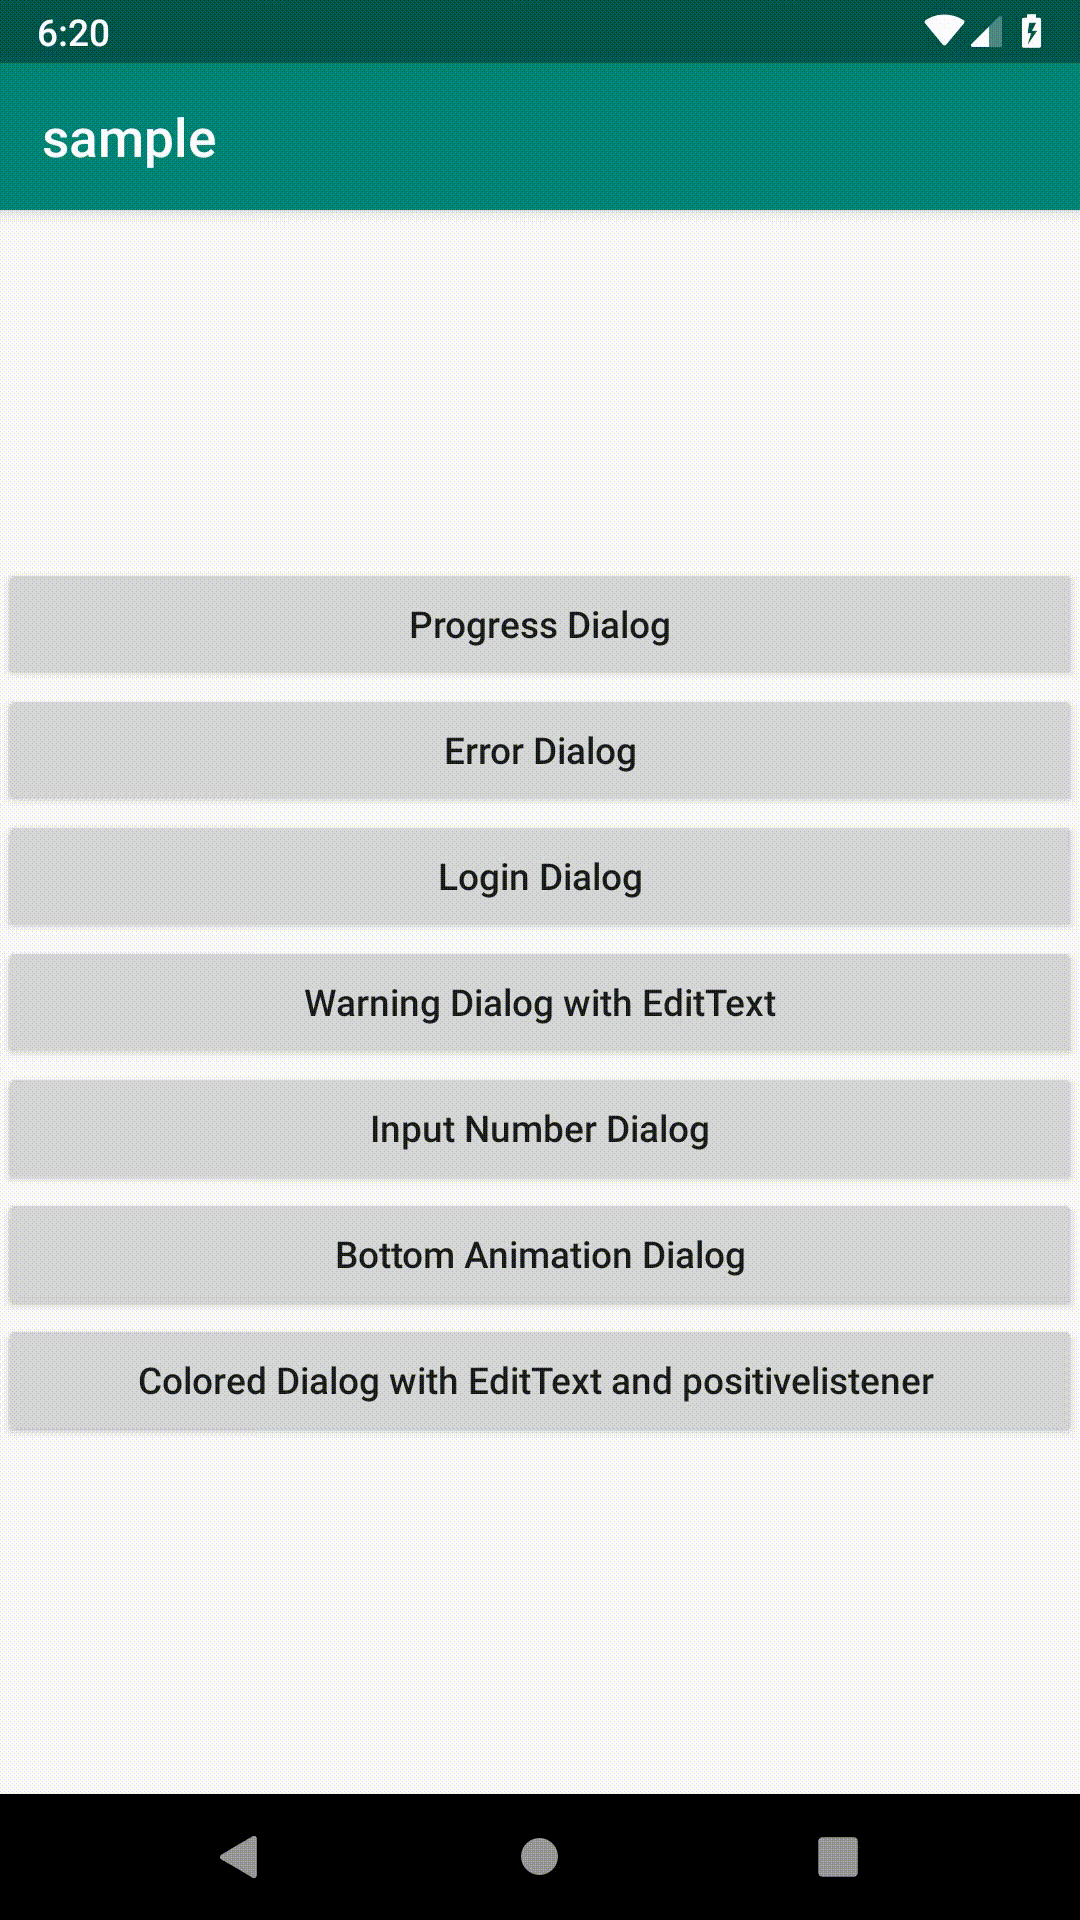 6:20
sample
Progress Dialog
Error Dialog
Login Dialog
Warning Dialog with EditText
Input Number Dialog
Bottom Animation Dialog
Colored Dialog with EditText and positivelistener